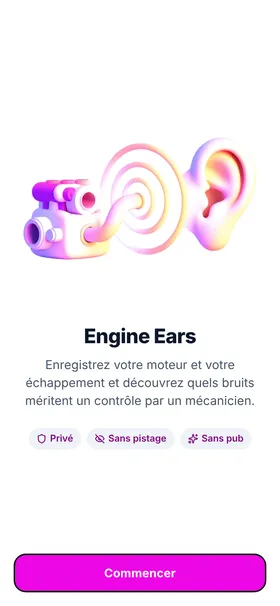 Engine Ears
Enregistrez votre moteur et votre
échappement et découvrez quels bruits
méritent un contrôle par un mécanicien.
Privé
Sans pistage
Sans pub
Commencer